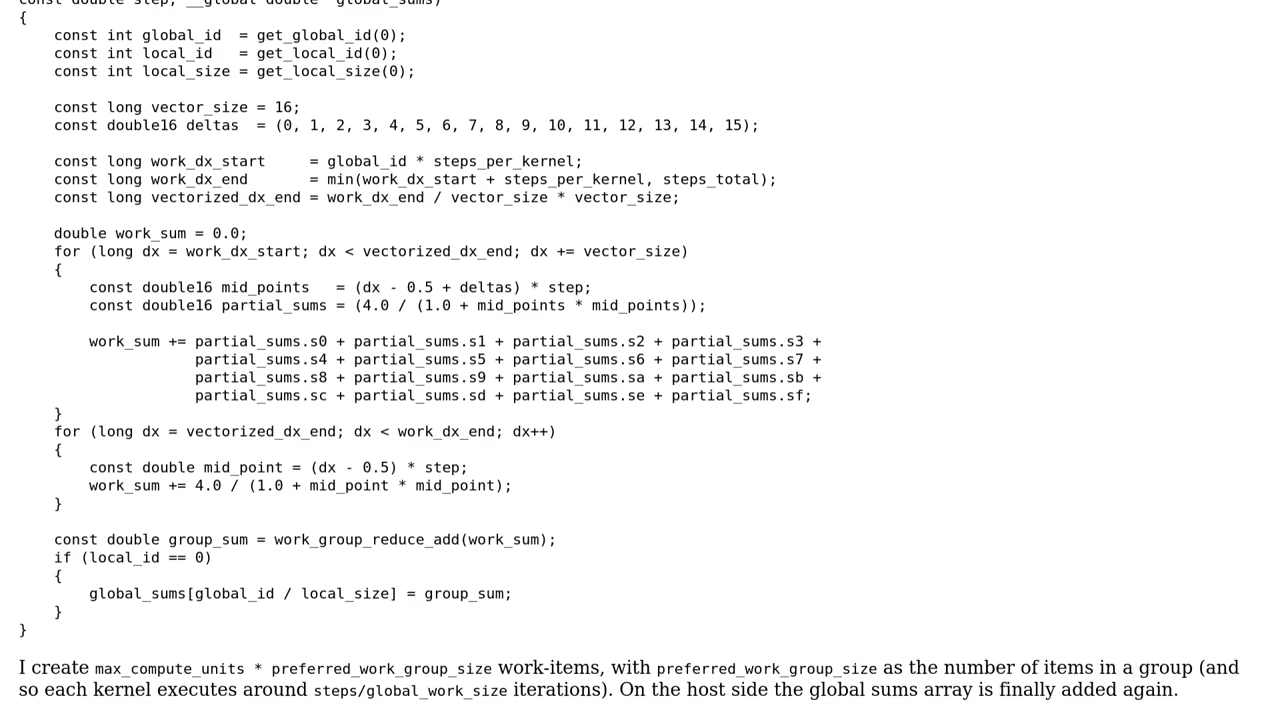 const double step, __global double *global_sums)
{
    const int global_id  = get_global_id(0);
    const int local_id   = get_local_id(0);
    const int local_size = get_local_size(0);

    const long vector_size = 16;
    const double16 deltas  = (0, 1, 2, 3, 4, 5, 6, 7, 8, 9, 10, 11, 12, 13, 14, 15);

    const long work_dx_start     = global_id * steps_per_kernel;
    const long work_dx_end       = min(work_dx_start + steps_per_kernel, steps_total);
    const long vectorized_dx_end = work_dx_end / vector_size * vector_size;

    double work_sum = 0.0;
    for (long dx = work_dx_start; dx < vectorized_dx_end; dx += vector_size)
    {
        const double16 mid_points   = (dx - 0.5 + deltas) * step;
        const double16 partial_sums = (4.0 / (1.0 + mid_points * mid_points));

        work_sum += partial_sums.s0 + partial_sums.s1 + partial_sums.s2 + partial_sums.s3 +
                    partial_sums.s4 + partial_sums.s5 + partial_sums.s6 + partial_sums.s7 +
                    partial_sums.s8 + partial_sums.s9 + partial_sums.sa + partial_sums.sb +
                    partial_sums.sc + partial_sums.sd + partial_sums.se + partial_sums.sf;
    }
    for (long dx = vectorized_dx_end; dx < work_dx_end; dx++)
    {
        const double mid_point = (dx - 0.5) * step;
        work_sum += 4.0 / (1.0 + mid_point * mid_point);
    }

    const double group_sum = work_group_reduce_add(work_sum);
    if (local_id == 0)
    {
        global_sums[global_id / local_size] = group_sum;
    }
}
I create max_compute_units * preferred_work_group_size work-items, with preferred_work_group_size as the number of items in a group (and
so each kernel executes around steps/global_work_size iterations). On the host side the global sums array is finally added again.